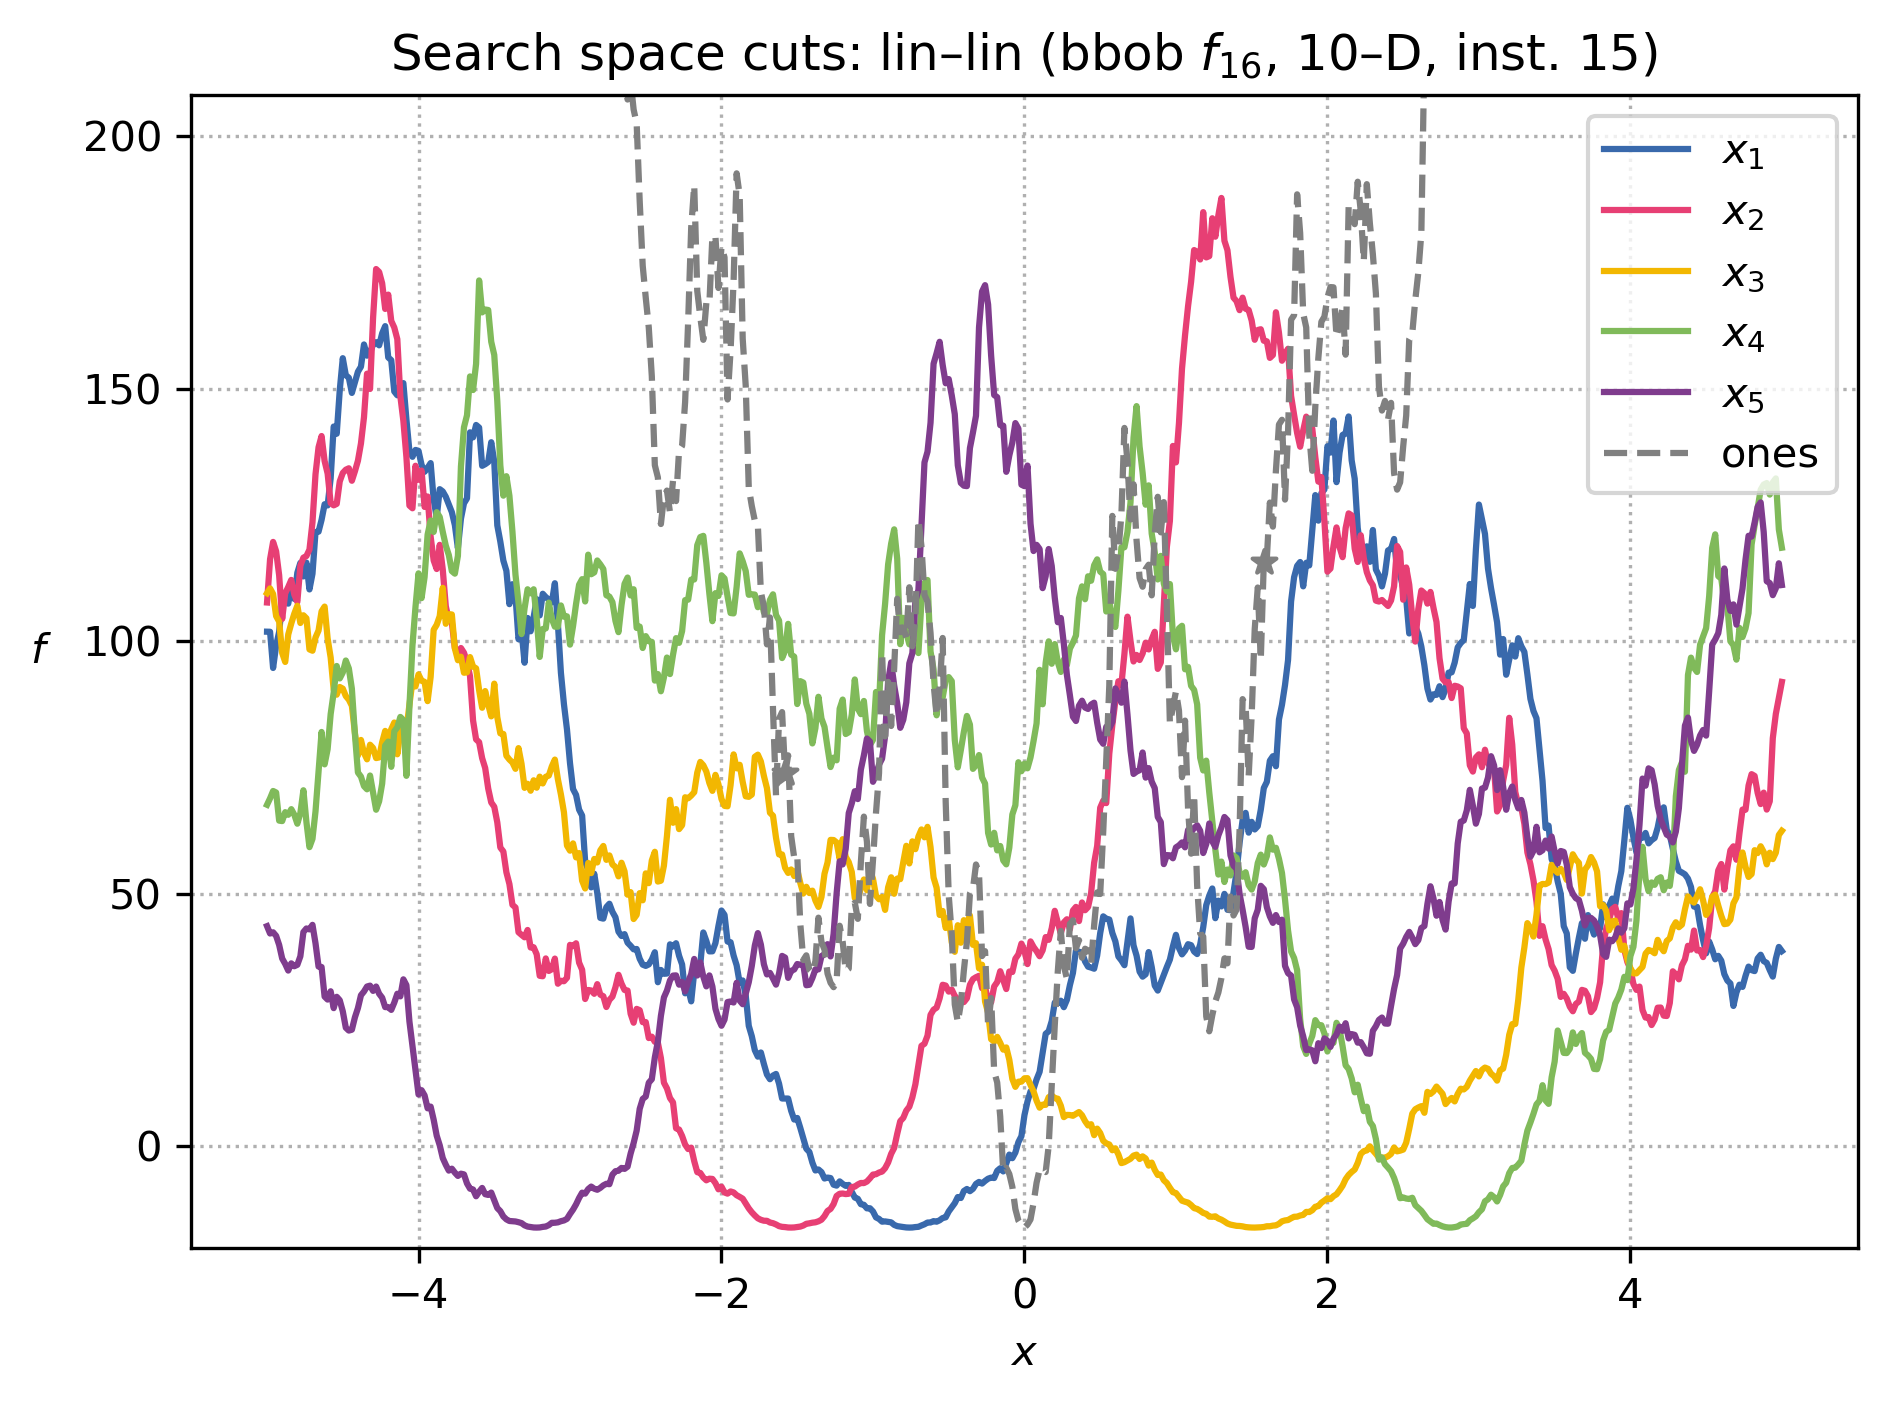 Search space cuts: lin–lin (bbob f₁₆, 10–D, inst. 15)
200
150
100
50
0
f
−4
−2
0
2
4
x
x₁
x₂
x₃
x₄
x₅
ones